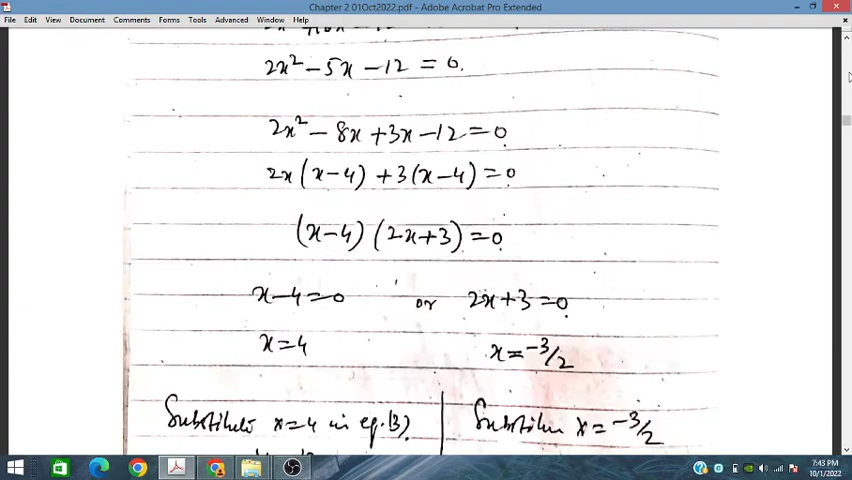 Chapter 2 01Oct2022.pdf - Adobe Acrobat Pro Extended
File Edit View Document Comments Forms Tools Advanced Window Help
2x² - 5x - 12 = 0.
2x² - 8x + 3x - 12 = 0
2x (x-4) + 3(x-4) = 0
(x-4) (2x+3) = 0
x-4=0 or 2x+3=0
x=4 x = -3/2
Substitute x=4 in eq.(3). Substitu x = -3/2
7:43 PM
10/1/2022